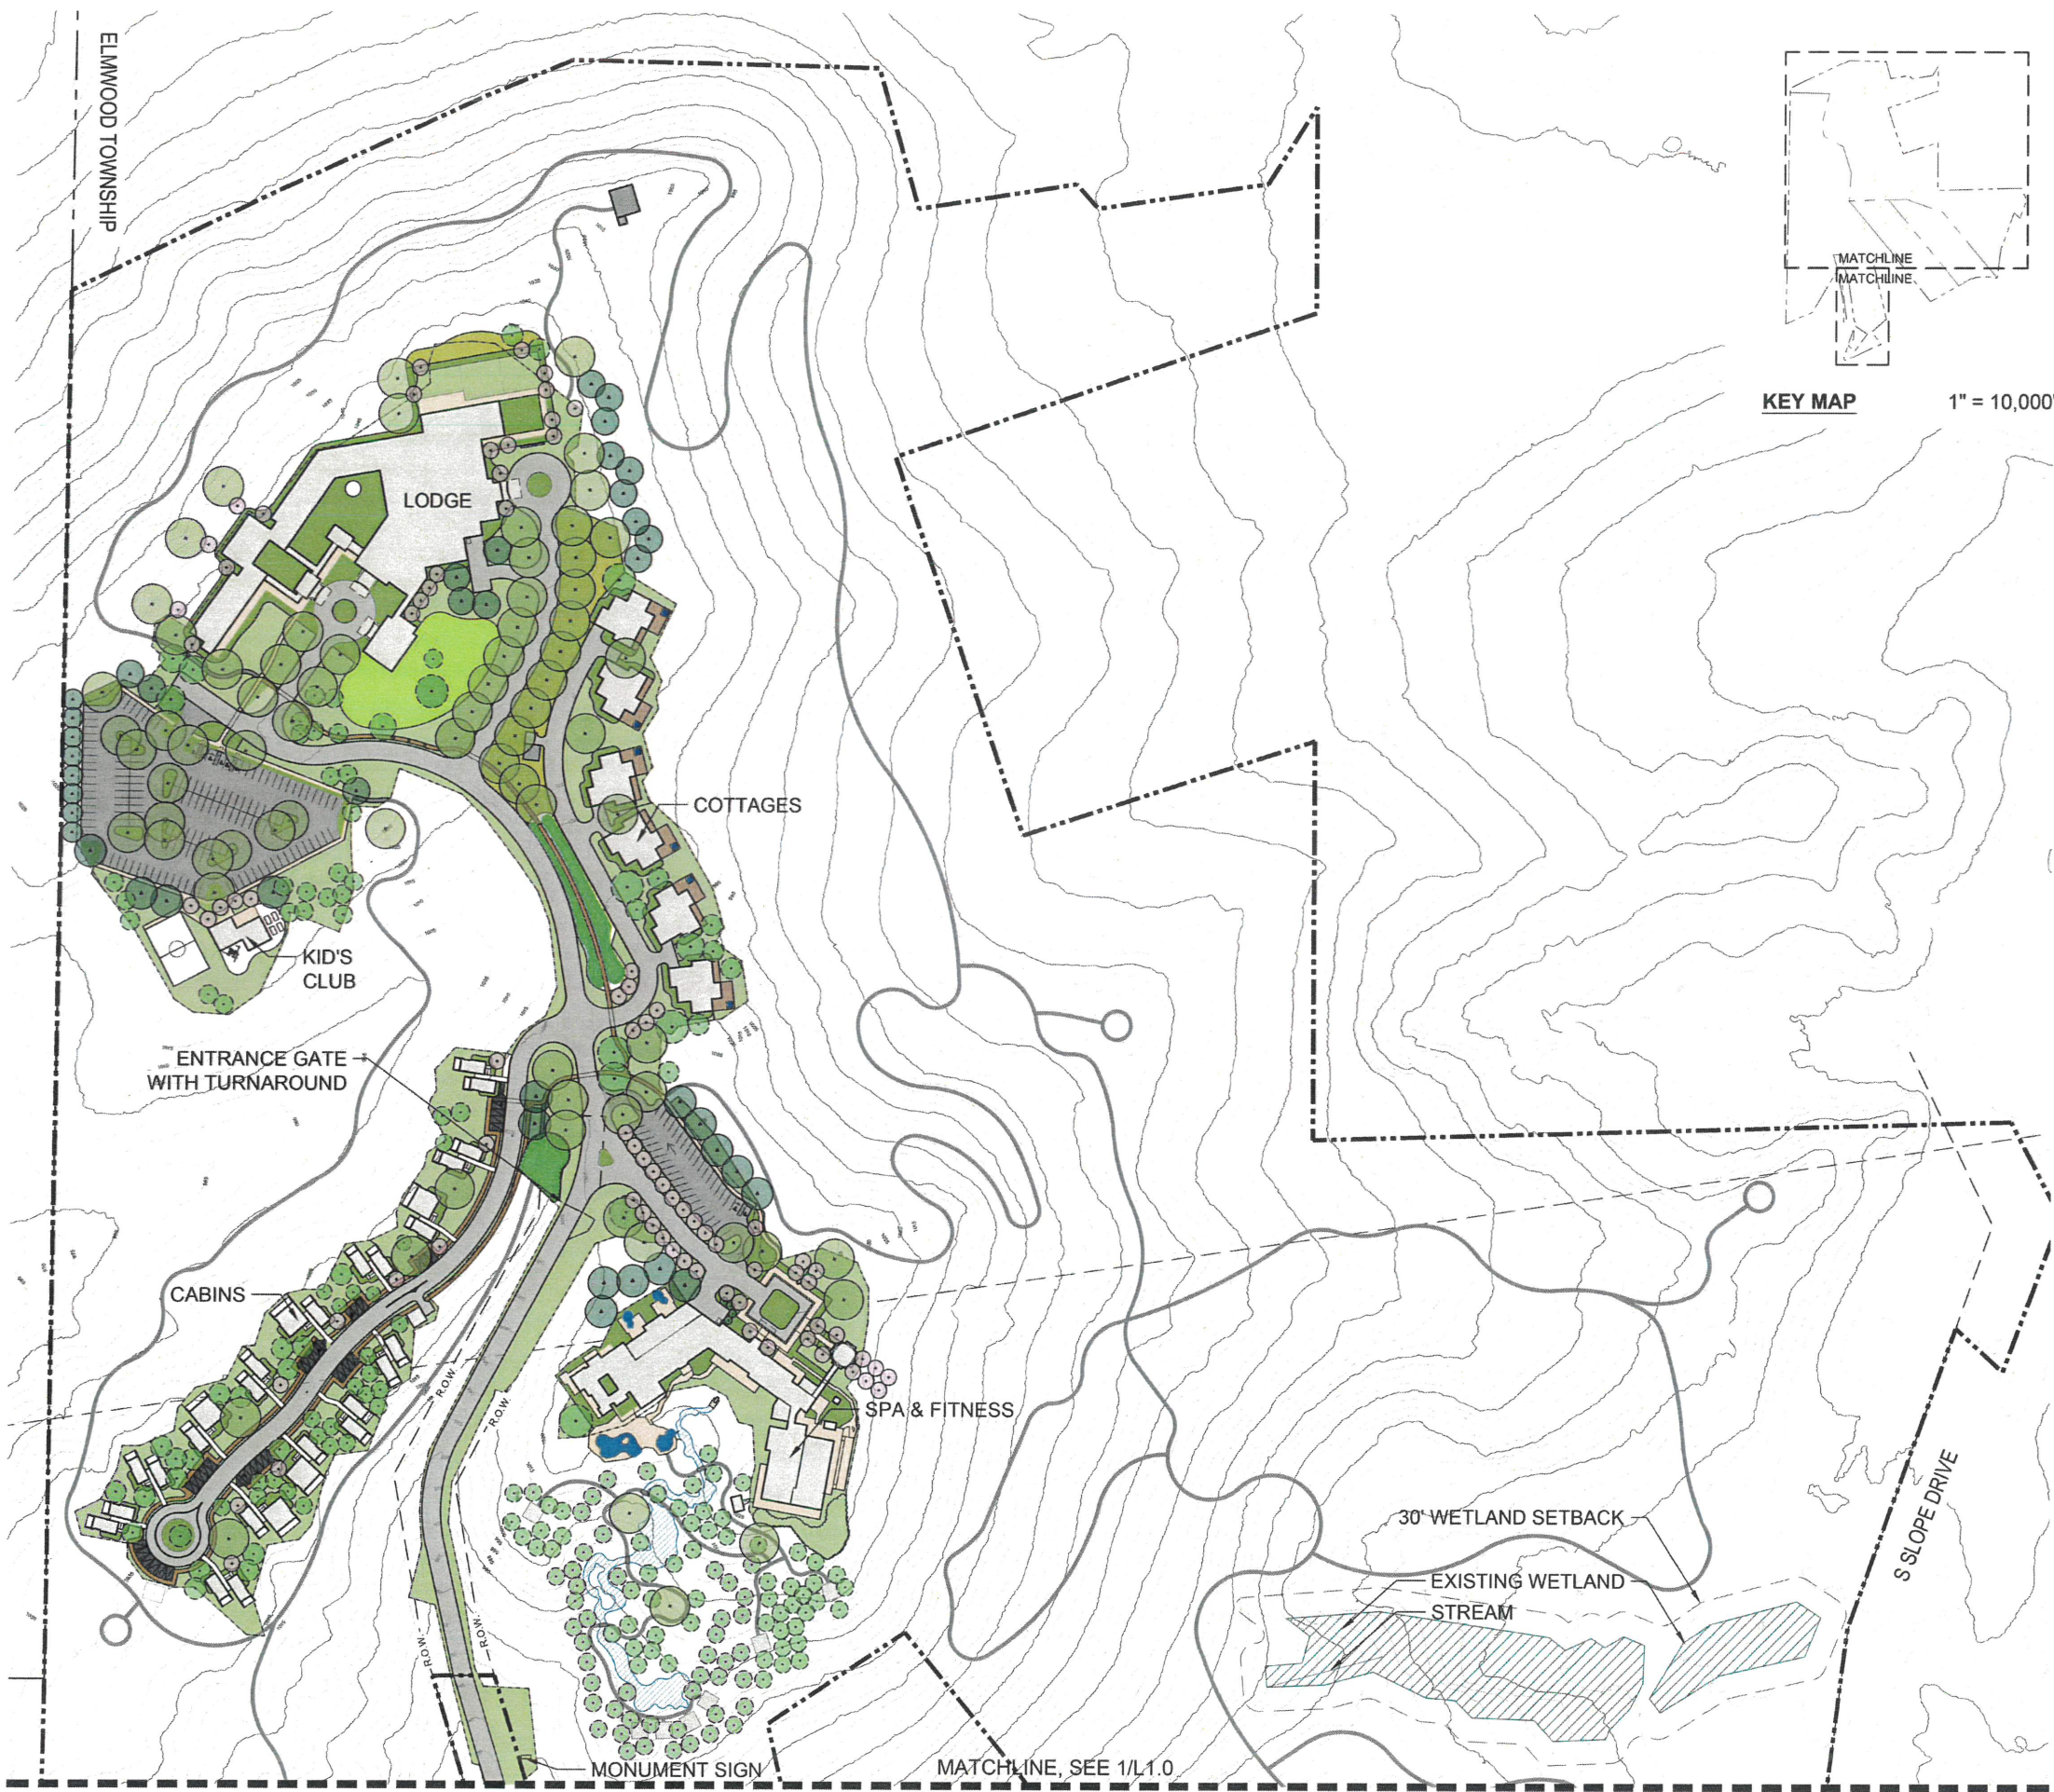 ELMWOOD TOWNSHIP
MATCHLINE
MATCHLINE
KEY MAP 1" = 10,000'
LODGE
COTTAGES
KID'S
CLUB
ENTRANCE GATE
WITH TURNAROUND
CABINS
R.O.W.
R.O.W.
SPA & FITNESS
30' WETLAND SETBACK
EXISTING WETLAND
STREAM
S SLOPE DRIVE
R.O.W.
R.O.W.
MONUMENT SIGN
MATCHLINE, SEE 1/L1.0